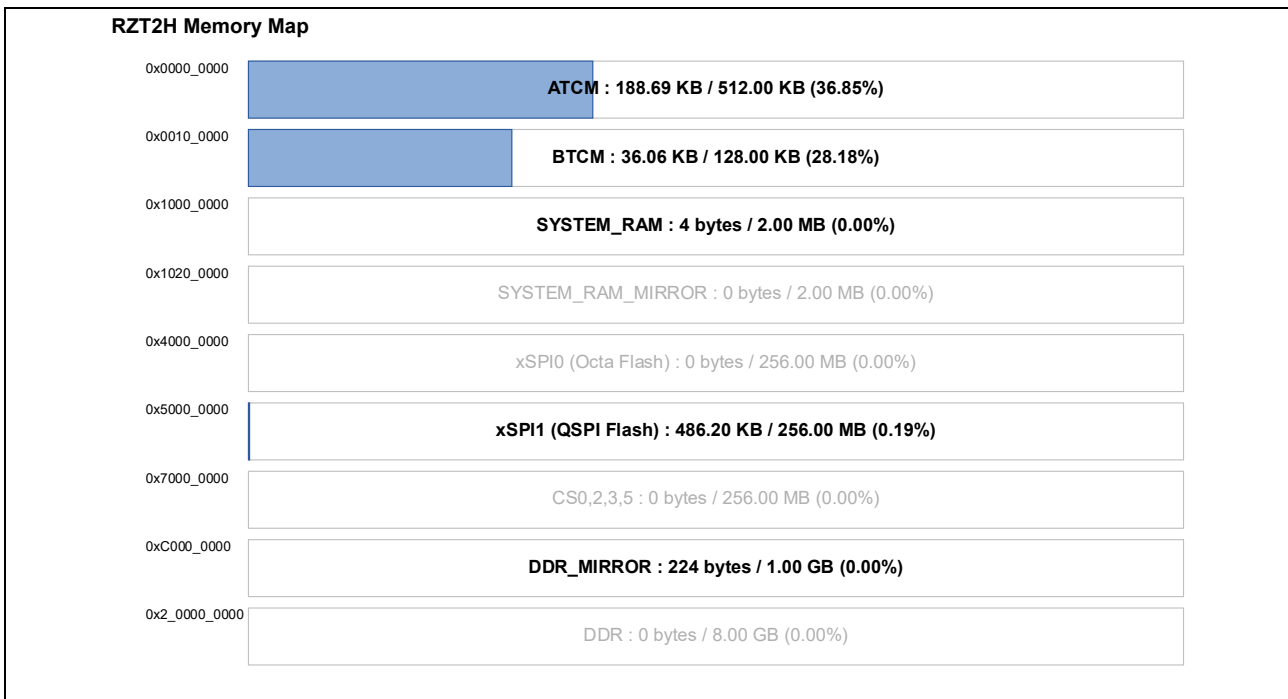 RZT2H Memory Map
0x0000_0000
ATCM : 188.69 KB / 512.00 KB (36.85%)
0x0010_0000
BTCM : 36.06 KB / 128.00 KB (28.18%)
0x1000_0000
SYSTEM_RAM : 4 bytes / 2.00 MB (0.00%)
0x1020_0000
SYSTEM_RAM_MIRROR : 0 bytes / 2.00 MB (0.00%)
0x4000_0000
xSPI0 (Octa Flash) : 0 bytes / 256.00 MB (0.00%)
0x5000_0000
xSPI1 (QSPI Flash) : 486.20 KB / 256.00 MB (0.19%)
0x7000_0000
CS0,2,3,5 : 0 bytes / 256.00 MB (0.00%)
0xC000_0000
DDR_MIRROR : 224 bytes / 1.00 GB (0.00%)
0x2_0000_0000
DDR : 0 bytes / 8.00 GB (0.00%)